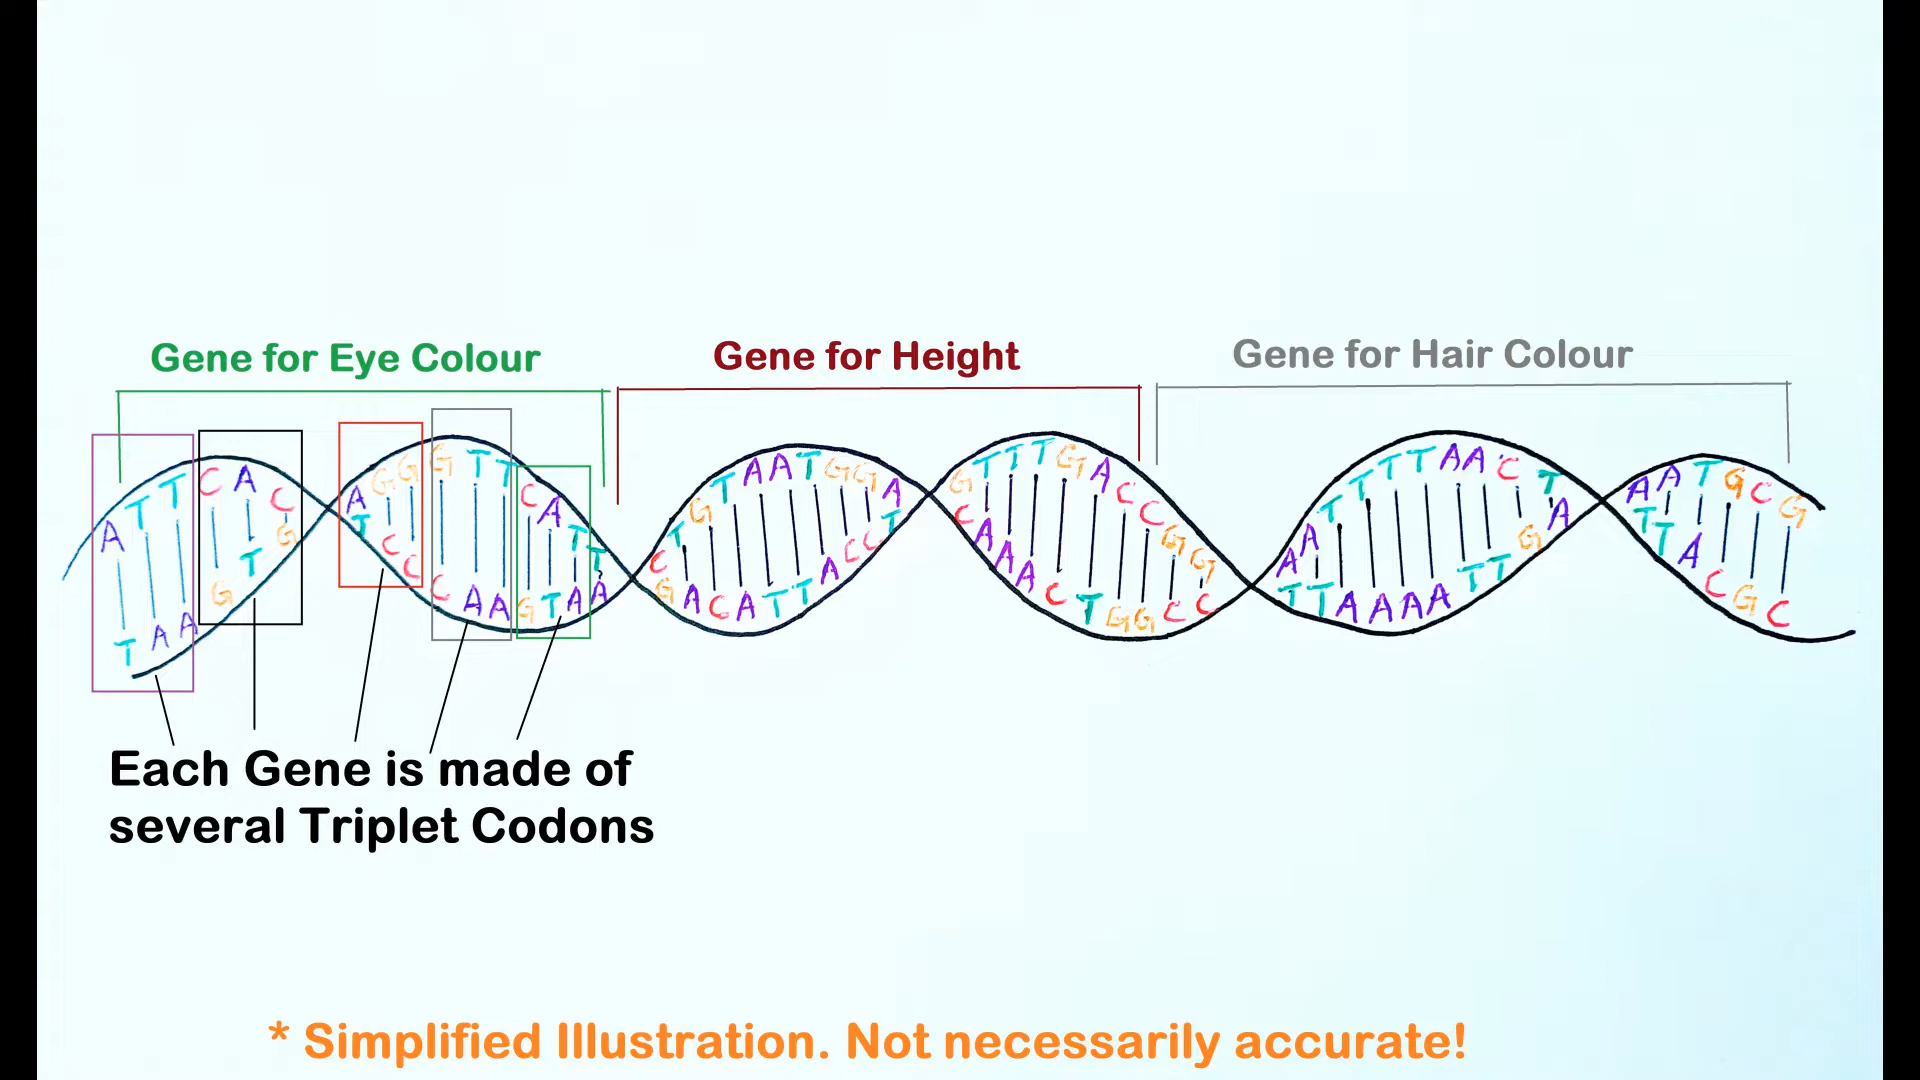 Gene for Eye Colour
Gene for Height
Gene for Hair Colour
A T T C A C A G G G T T C A T T C T G T A A T G G A G T T T G A C C G G A A T T T T A A C T A A T G C G
T A A G T G T C C C A A G T A A G A C A T T A C C T C A A A C T G G C C T T A A A A T T G A T T A C G C
Each Gene is made of
several Triplet Codons
* Simplified Illustration. Not necessarily accurate!